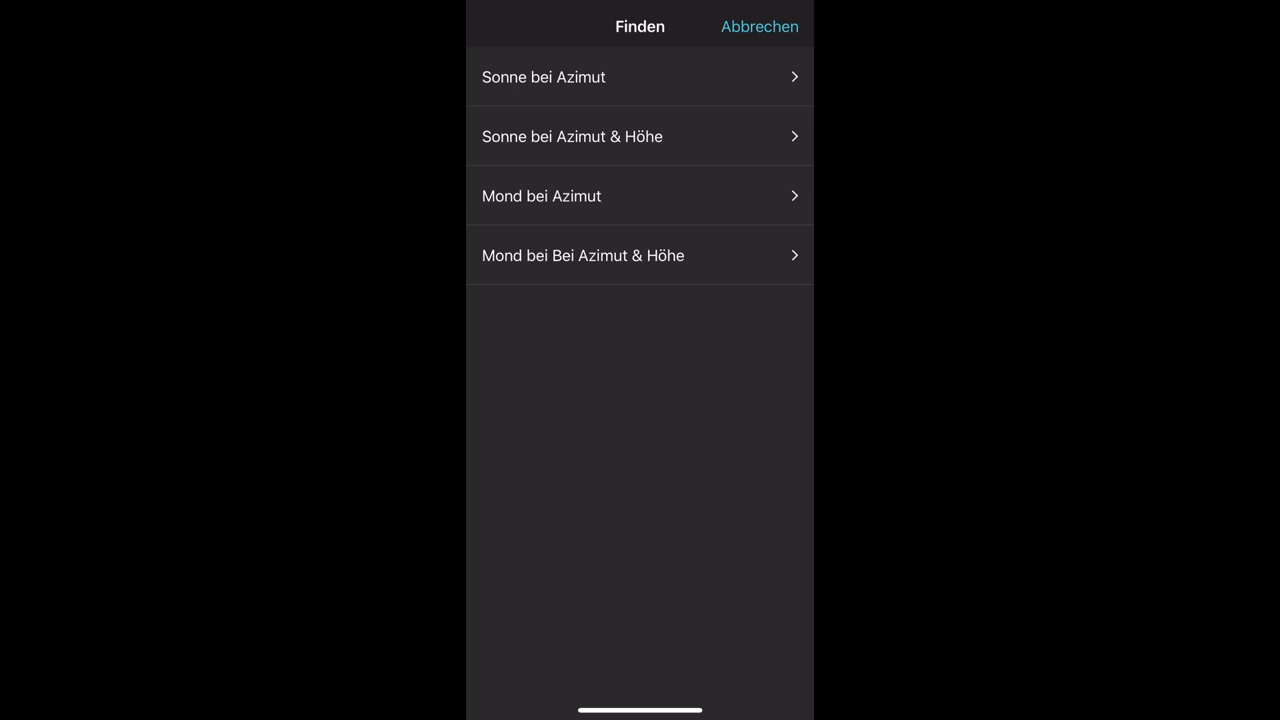 Finden
Abbrechen
Sonne bei Azimut
Sonne bei Azimut & Höhe
Mond bei Azimut
Mond bei Bei Azimut & Höhe